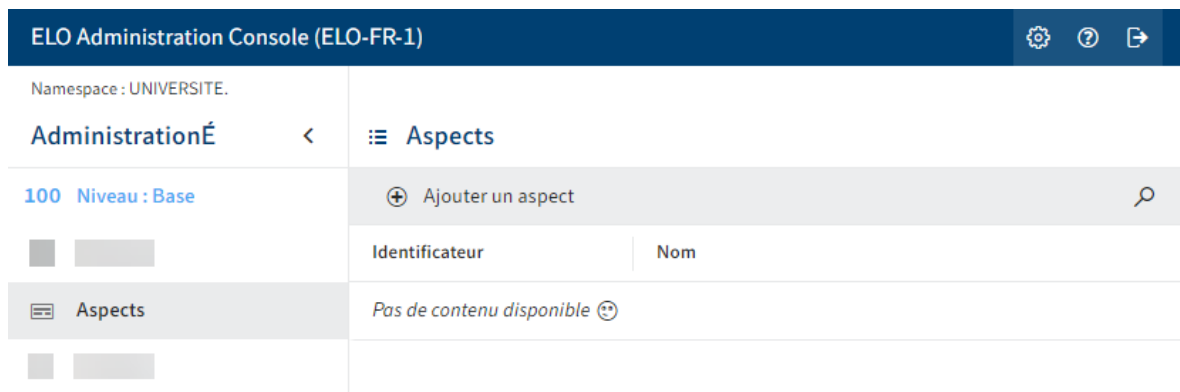 ELO Administration Console (ELO-FR-1)
Namespace : UNIVERSITE.
AdministrationÉ
Aspects
100 Niveau : Base
Ajouter un aspect
Identificateur Nom
Aspects
Pas de contenu disponible